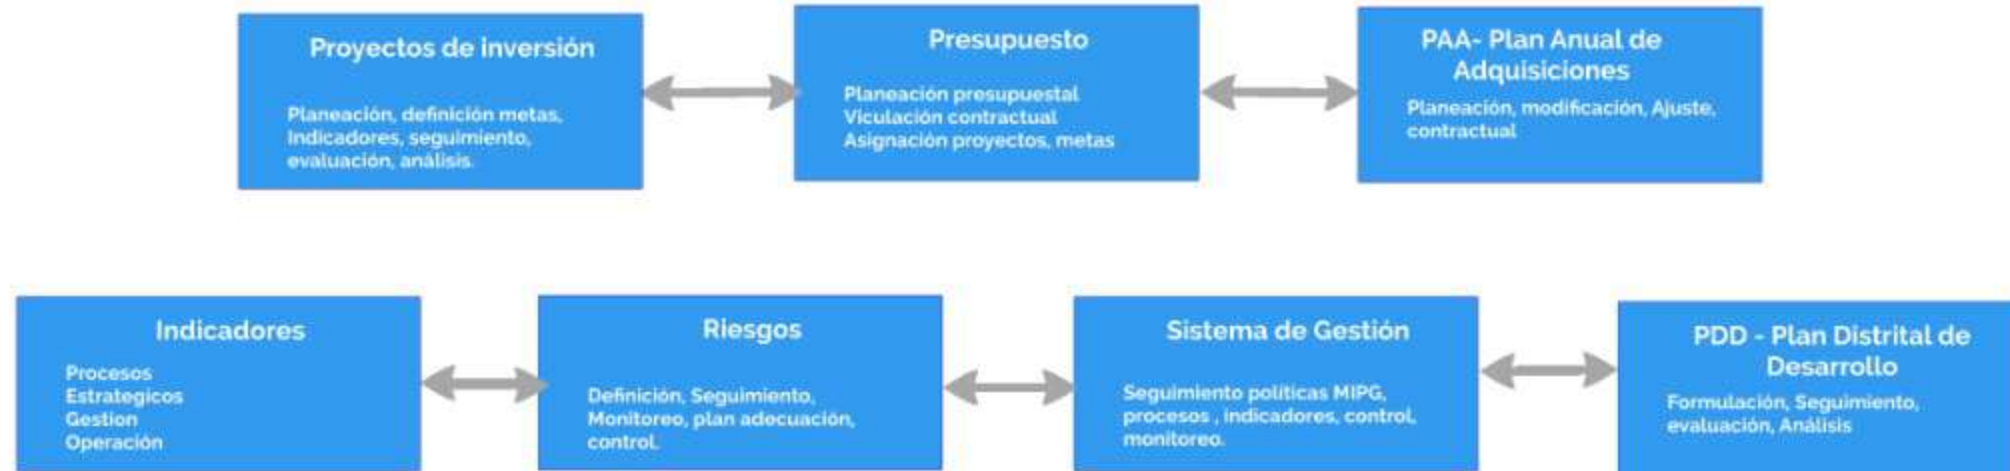 Proyectos de inversión
Planeación, definición metas,
Indicadores, seguimiento,
evaluación, análisis.
Presupuesto
Planeación presupuestal
Viculación contractual
Asignación proyectos, metas
PAA- Plan Anual de
Adquisiciones
Planeación, modificación, Ajuste,
contractual
Indicadores
Procesos
Estrategicos
Gestion
Operación
Riesgos
Definición, Seguimiento,
Monitoreo, plan adecuación,
control.
Sistema de Gestión
Seguimiento políticas MIPG,
procesos , indicadores, control,
monitoreo.
PDD - Plan Distrital de
Desarrollo
Formulación, Seguimiento,
evaluación, Análisis